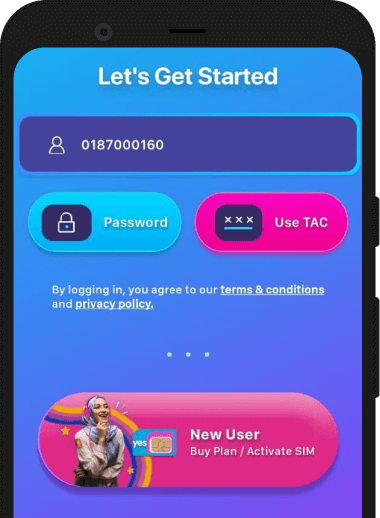 Let's Get Started
0187000160
Password
××× Use TAC
By logging in, you agree to our terms & conditions
and privacy policy.
yes
New User
Buy Plan / Activate SIM